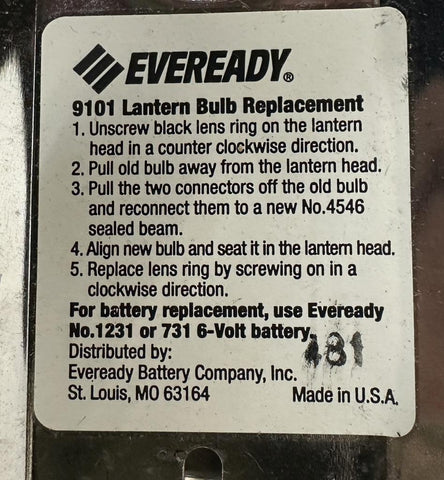 EVEREADY®
9101 Lantern Bulb Replacement
1. Unscrew black lens ring on the lantern
head in a counter clockwise direction.
2. Pull old bulb away from the lantern head.
3. Pull the two connectors off the old bulb
and reconnect them to a new No.4546
sealed beam.
4. Align new bulb and seat it in the lantern head.
5. Replace lens ring by screwing on in a
clockwise direction.
For battery replacement, use Eveready
No.1231 or 731 6-Volt battery.
Distributed by:
Eveready Battery Company, Inc.
St. Louis, MO 63164 Made in U.S.A.